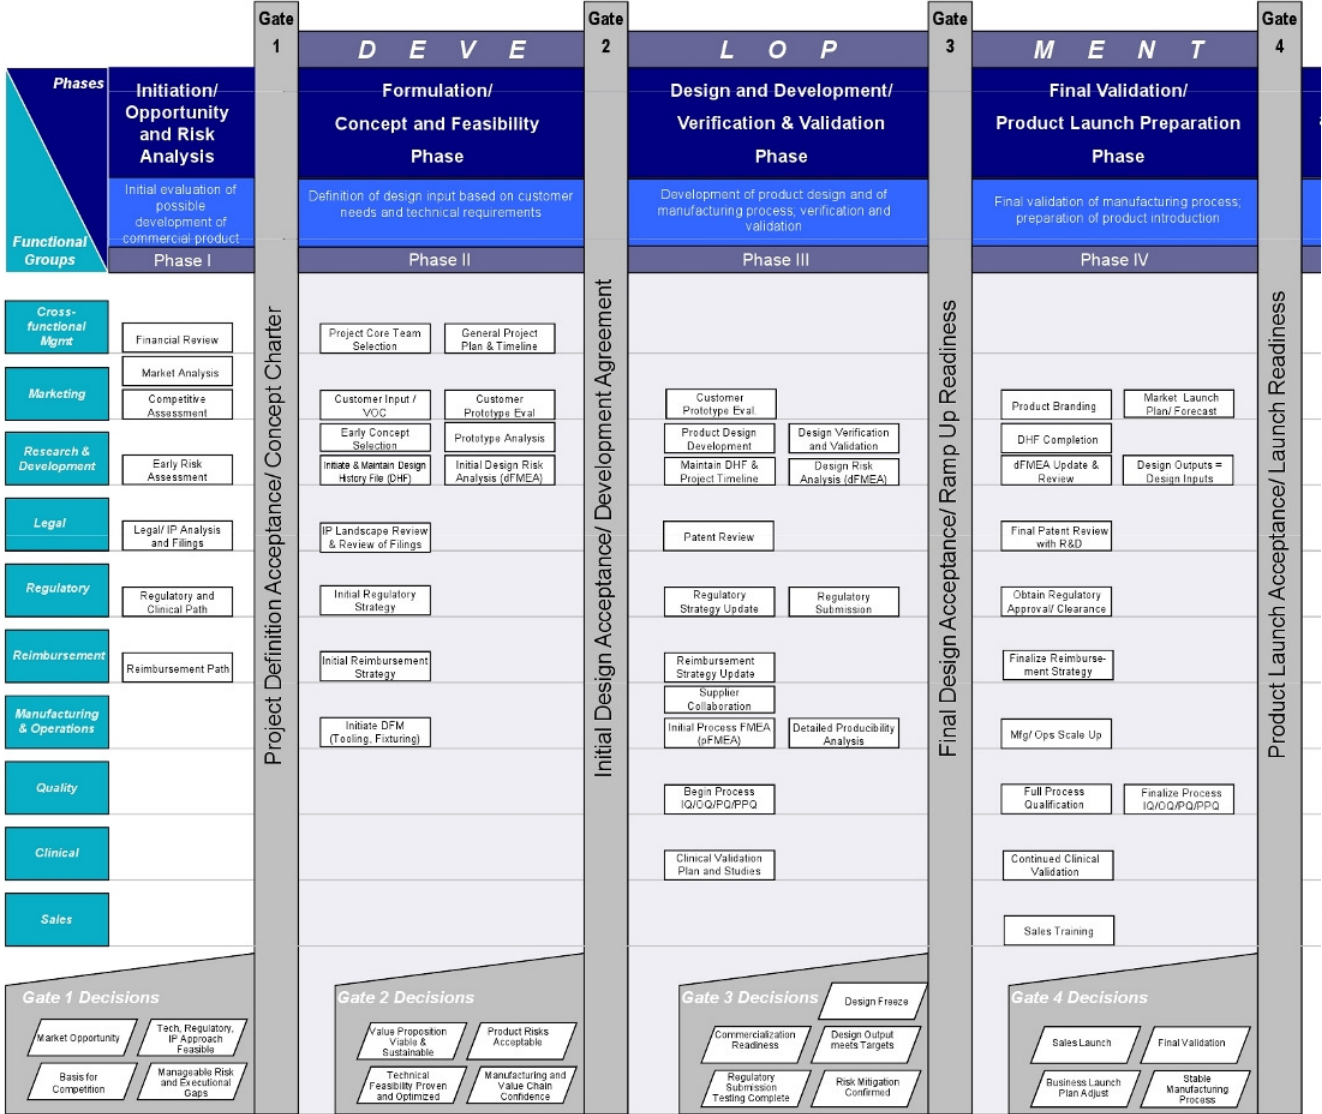 Gate
1
Gate
2
Gate
3
Gate
4
D E V E
L O P
M E N T
Phases
Functional
Groups
Initiation/
Opportunity
and Risk
Analysis
Initial evaluation of
possible
development of
commercial product
Phase I
Formulation/
Concept and Feasibility
Phase
Definition of design input based on customer
needs and technical requirements
Phase II
Design and Development/
Verification & Validation
Phase
Development of product design and of
manufacturing process; verification and
validation
Phase III
Final Validation/
Product Launch Preparation
Phase
Final validation of manufacturing process;
preparation of product introduction
Phase IV
Project Definition Acceptance/ Concept Charter
Initial Design Acceptance/ Development Agreement
Final Design Acceptance/ Ramp Up Readiness
Product Launch Acceptance/ Launch Readiness
Cross-
functional
Mgmt
Financial Review
Project Core Team
Selection
General Project
Plan & Timeline
Marketing
Market Analysis
Competitive
Assessment
Customer Input /
VOC
Customer
Prototype Eval
Customer
Prototype Eval.
Product Branding
Market Launch
Plan/ Forecast
Research &
Development
Early Risk
Assessment
Early Concept
Selection
Prototype Analysis
Initiate & Maintain Design
History File (DHF)
Initial Design Risk
Analysis (dFMEA)
Product Design
Development
Design Verification
and Validation
Maintain DHF &
Project Timeline
Design Risk
Analysis (dFMEA)
DHF Completion
dFMEA Update &
Review
Design Outputs =
Design Inputs
Legal
Legal/ IP Analysis
and Filings
IP Landscape Review
& Review of Filings
Patent Review
Final Patent Review
with R&D
Regulatory
Regulatory and
Clinical Path
Initial Regulatory
Strategy
Regulatory
Strategy Update
Regulatory
Submission
Obtain Regulatory
Approval/ Clearance
Reimbursement
Reimbursement Path
Initial Reimbursement
Strategy
Reimbursement
Strategy Update
Finalize Reimburse-
ment Strategy
Manufacturing
& Operations
Initiate DFM
(Tooling, Fixturing)
Supplier
Collaboration
Initial Process FMEA
(pFMEA)
Detailed Producibility
Analysis
Mfg/ Ops Scale Up
Quality
Begin Process
IQ/OQ/PQ/PPQ
Full Process
Qualification
Finalize Process
IQ/OQ/PQ/PPQ
Clinical
Clinical Validation
Plan and Studies
Continued Clinical
Validation
Sales
Sales Training
Gate 1 Decisions
Market Opportunity
Tech, Regulatory,
IP Approach
Feasible
Basis for
Competition
Manageable Risk
and Executional
Gaps
Gate 2 Decisions
Value Proposition
Viable &
Sustainable
Product Risks
Acceptable
Technical
Feasibility Proven
and Optimized
Manufacturing and
Value Chain
Confidence
Gate 3 Decisions
Design Freeze
Commercialization
Readiness
Design Output
meets Targets
Regulatory
Submission
Testing Complete
Risk Mitigation
Confirmed
Gate 4 Decisions
Sales Launch
Final Validation
Business Launch
Plan Adjust
Stable
Manufacturing
Process